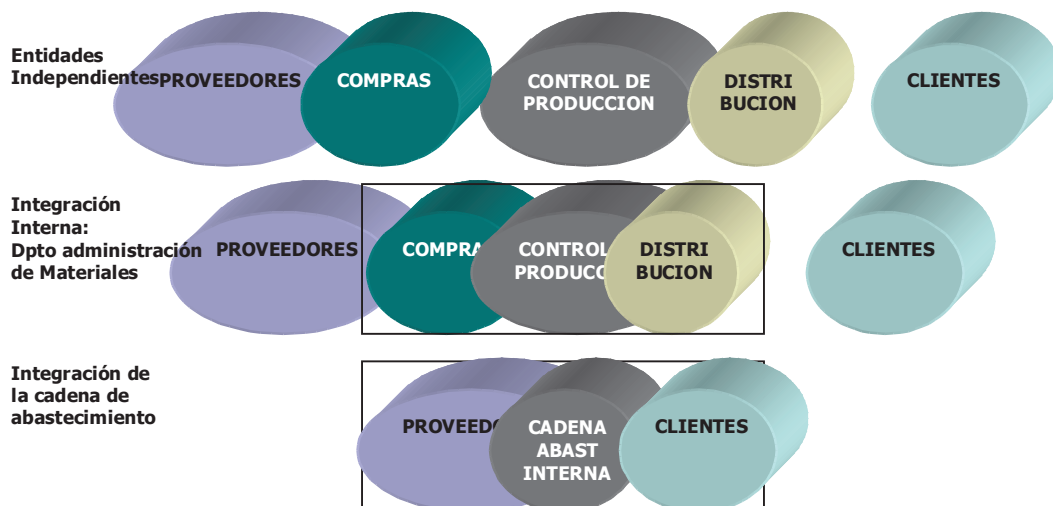 Entidades
Independientes
PROVEEDORES
COMPRAS
CONTROL DE
PRODUCCION
DISTRI
BUCION
CLIENTES
Integración
Interna:
Dpto administración
de Materiales
PROVEEDORES
COMPRA
CONTROL
PRODUCC
DISTRI
BUCION
CLIENTES
Integración de
la cadena de
abastecimiento
PROVEEDO
CADENA
ABAST
INTERNA
CLIENTES